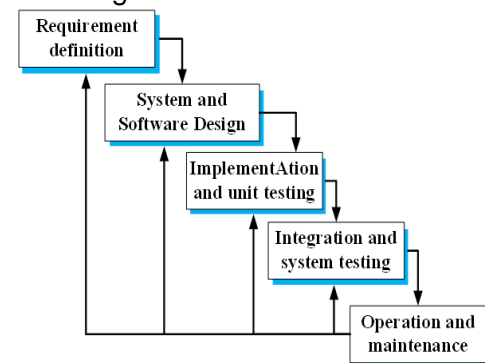 Requirement
definition
System and
Software Design
ImplementAtion
and unit testing
Integration and
system testing
Operation and
maintenance